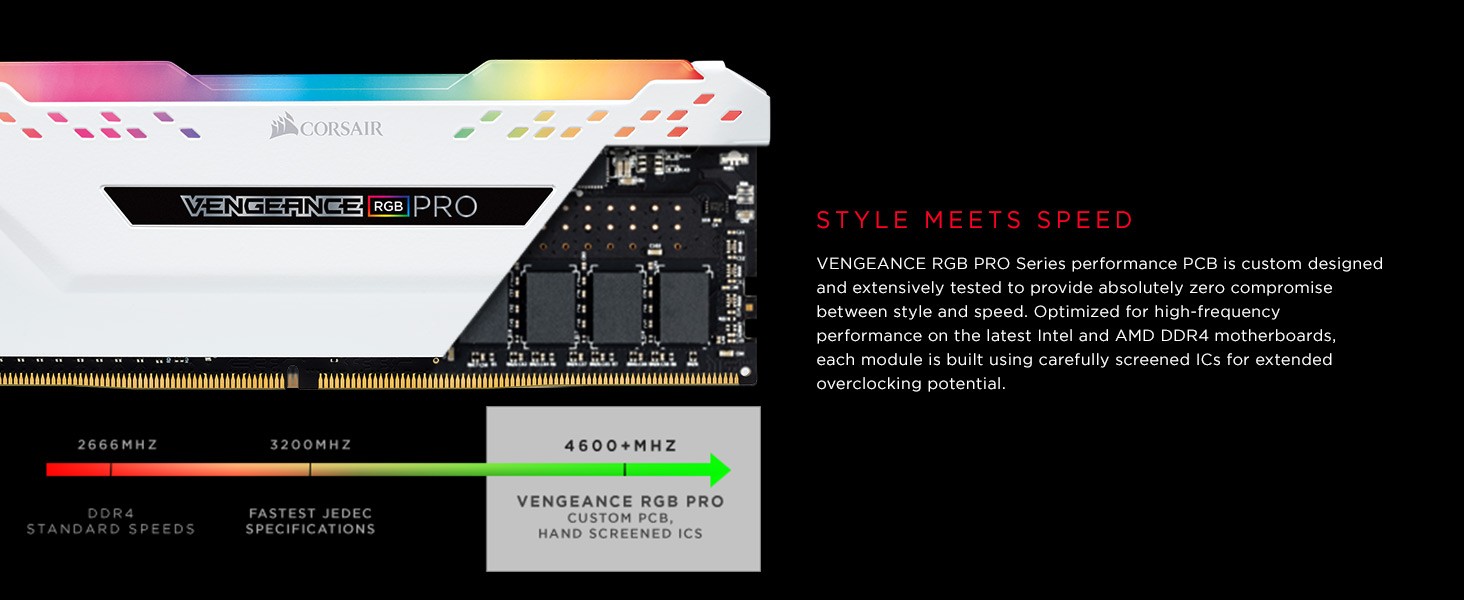 CORSAIR
VENGEANCE RGB PRO
STYLE MEETS SPEED
VENGEANCE RGB PRO Series performance PCB is custom designed
and extensively tested to provide absolutely zero compromise
between style and speed. Optimized for high-frequency
performance on the latest Intel and AMD DDR4 motherboards,
each module is built using carefully screened ICs for extended
overclocking potential.
2666MHZ
3200MHZ
4600+MHZ
DDR4
STANDARD SPEEDS
FASTEST JEDEC
SPECIFICATIONS
VENGEANCE RGB PRO
CUSTOM PCB,
HAND SCREENED ICS